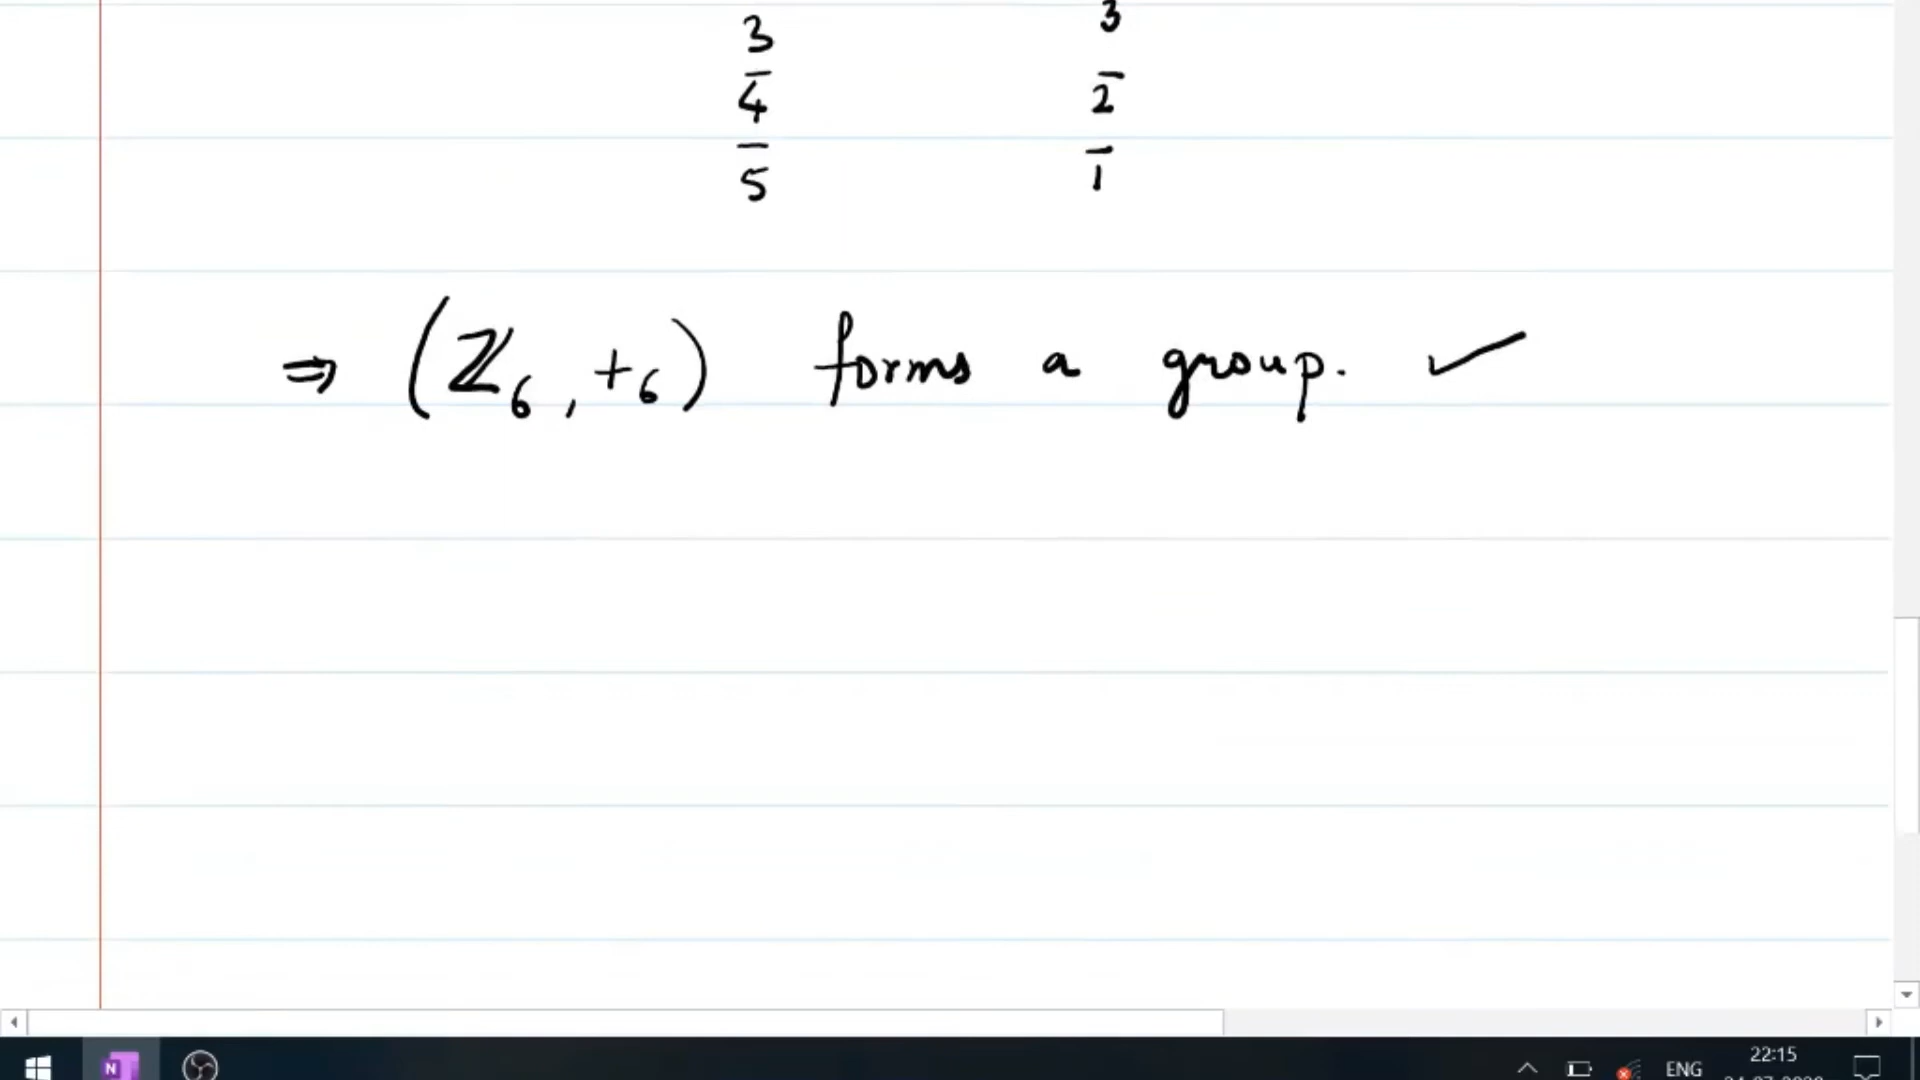 3 3
4̅ 2̅
5̅ 1̅
⇒ (ℤ₆, +₆) forms a group. ✓
N ENG 22:15